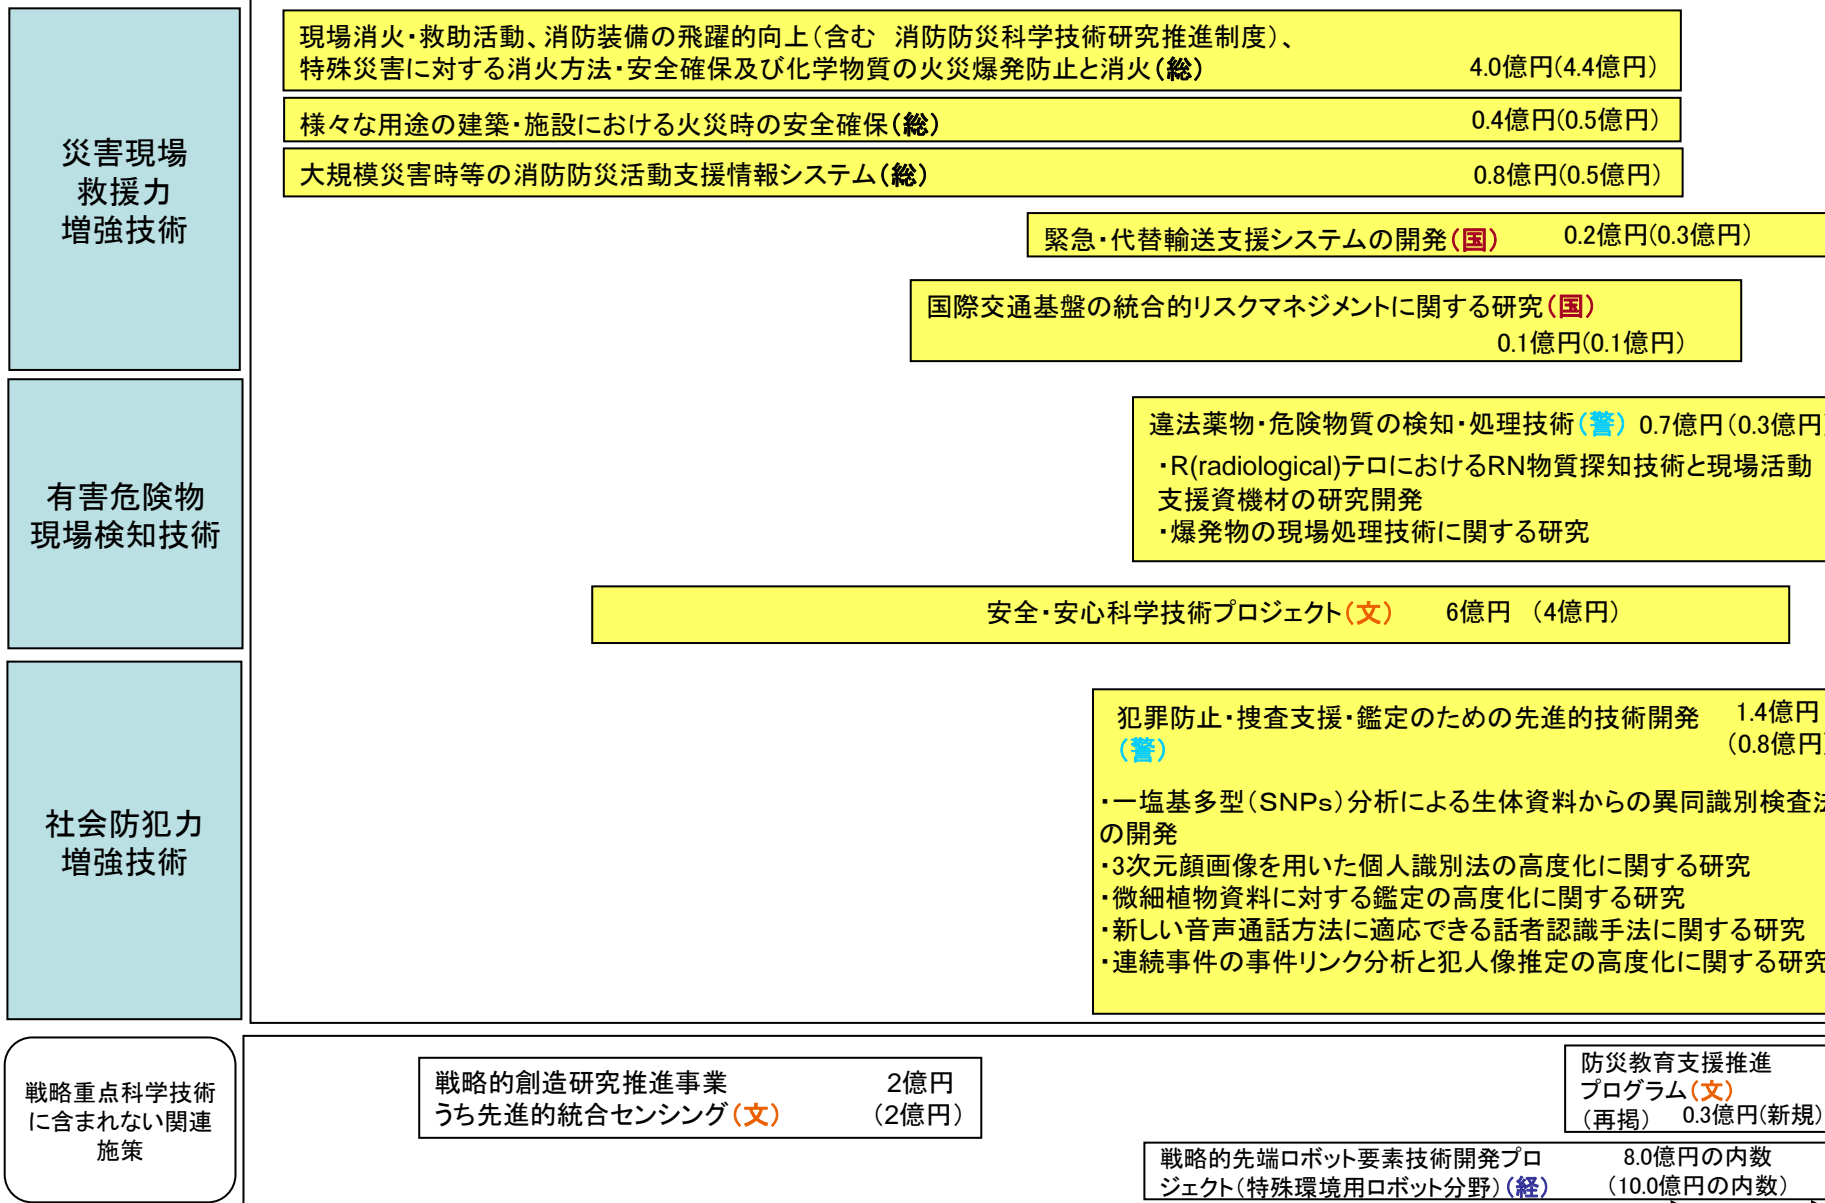 災害現場
救援力
増強技術
現場消火・救助活動、消防装備の飛躍的向上（含む　消防防災科学技術研究推進制度）、
特殊災害に対する消火方法・安全確保及び化学物質の火災爆発防止と消火（総）　4.0億円（4.4億円）
様々な用途の建築・施設における火災時の安全確保（総）　0.4億円（0.5億円）
大規模災害時等の消防防災活動支援情報システム（総）　0.8億円（0.5億円）
緊急・代替輸送支援システムの開発（国）　0.2億円（0.3億円）
国際交通基盤の統合的リスクマネジメントに関する研究（国）
0.1億円（0.1億円）
有害危険物
現場検知技術
違法薬物・危険物質の検知・処理技術（警）　0.7億円（0.3億円
・R(radiological)テロにおけるRN物質探知技術と現場活動
支援資機材の研究開発
・爆発物の現場処理技術に関する研究
安全・安心科学技術プロジェクト（文）　6億円　（4億円）
社会防犯力
増強技術
犯罪防止・捜査支援・鑑定のための先進的技術開発　1.4億円
（警）　（0.8億円）
・一塩基多型（SNPs）分析による生体資料からの異同識別検査法
の開発
・3次元顔画像を用いた個人識別法の高度化に関する研究
・微細植物資料に対する鑑定の高度化に関する研究
・新しい音声通話方法に適応できる話者認識手法に関する研究
・連続事件の事件リンク分析と犯人像推定の高度化に関する研究
戦略重点科学技術
に含まれない関連
施策
戦略的創造研究推進事業　2億円
うち先進的統合センシング（文）　（2億円）
防災教育支援推進
プログラム（文）
（再掲）　0.3億円（新規）
戦略的先端ロボット要素技術開発プロ　8.0億円の内数
ジェクト（特殊環境用ロボット分野）（経）　（10.0億円の内数）